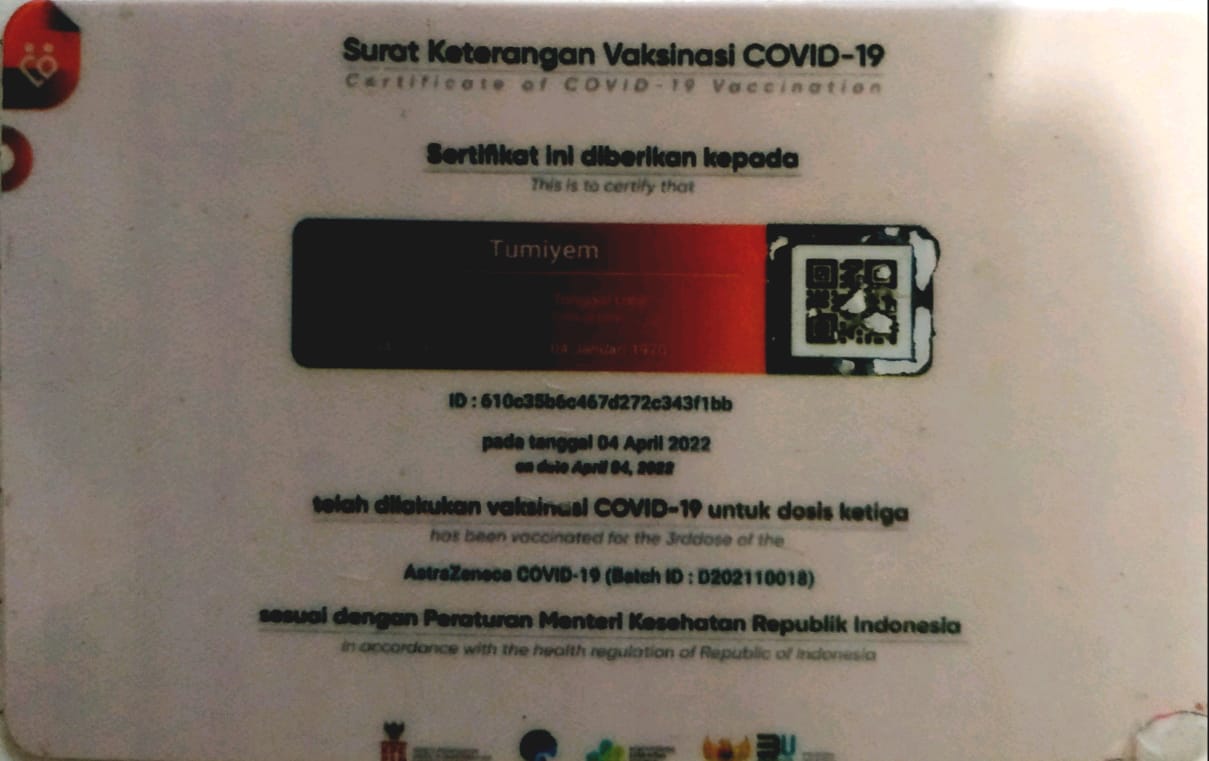 Surat Keterangan Vaksinasi COVID-19
Certificate of COVID-19 Vaccination
Sertifikat ini diberikan kepada
This is to certify that
Tumiyem
Tanggal Lahir
04 Januari 1970
ID : 610c35b6c467d272c343f1bb
pada tanggal 04 April 2022
on date April 04, 2022
telah dilakukan vaksinasi COVID-19 untuk dosis ketiga
has been vaccinated for the 3rddose of the
AstraZeneca COVID-19 (Batch ID : D202110018)
sesuai dengan Peraturan Menteri Kesehatan Republik Indonesia
in accordance with the health regulation of Republic of Indonesia